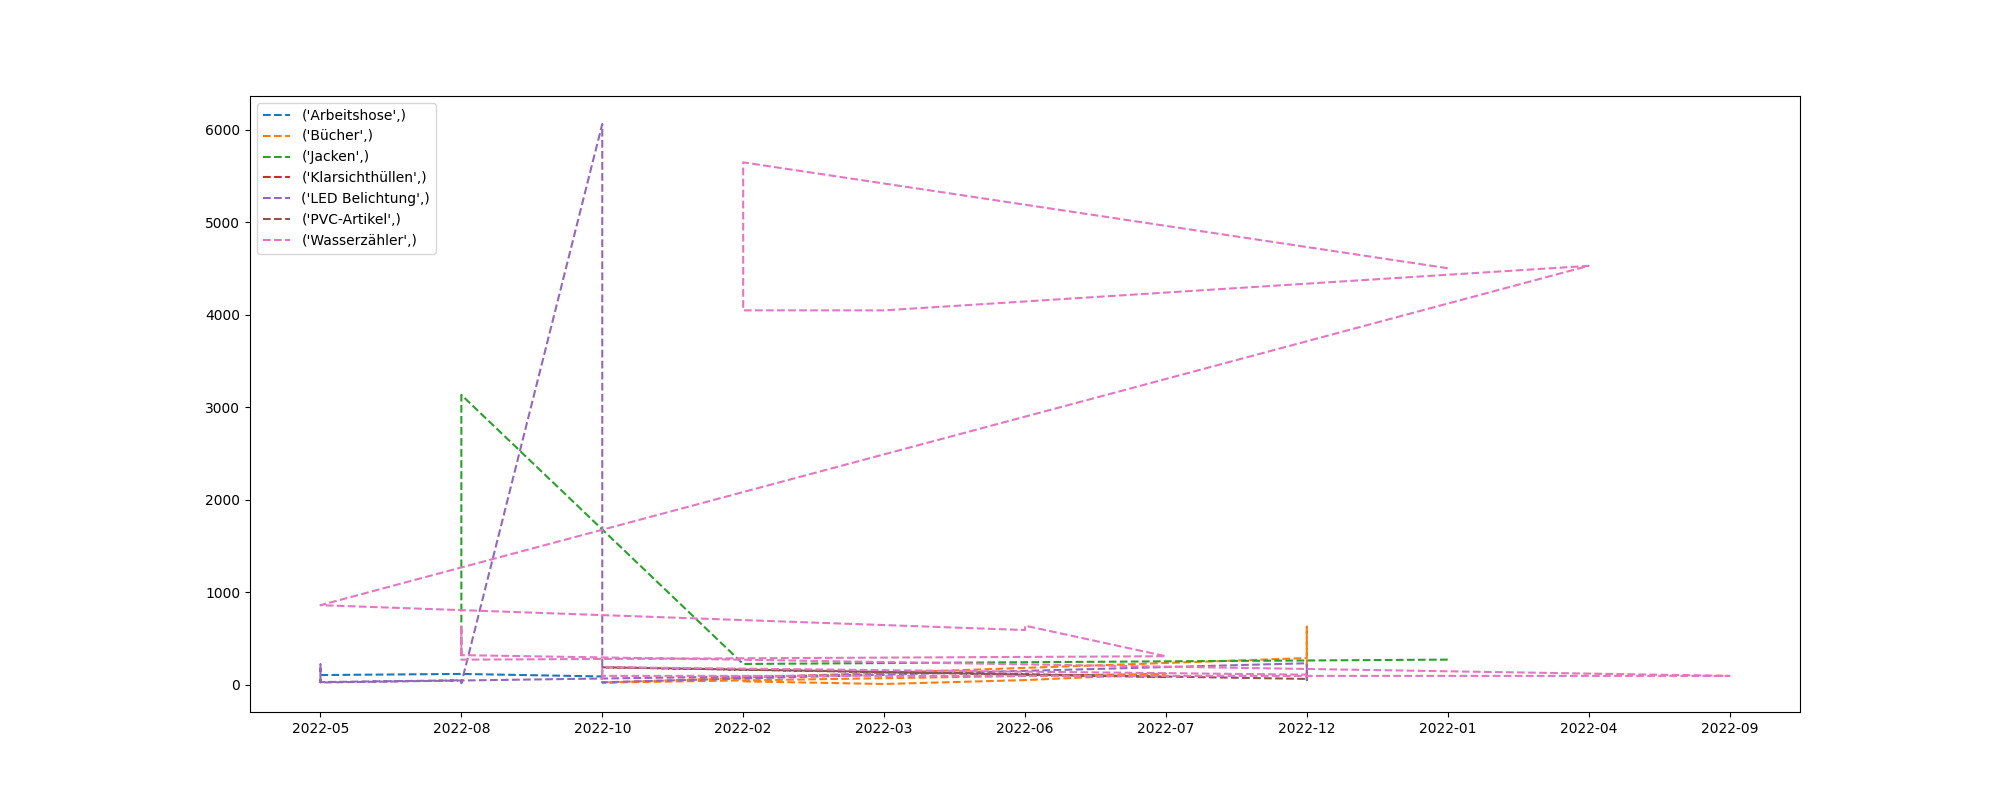 6000
5000
4000
3000
2000
1000
0
('Arbeitshose',)
('Bücher',)
('Jacken',)
('Klarsichthüllen',)
('LED Belichtung',)
('PVC-Artikel',)
('Wasserzähler',)
2022-05 2022-08 2022-10 2022-02 2022-03 2022-06 2022-07 2022-12 2022-01 2022-04 2022-09